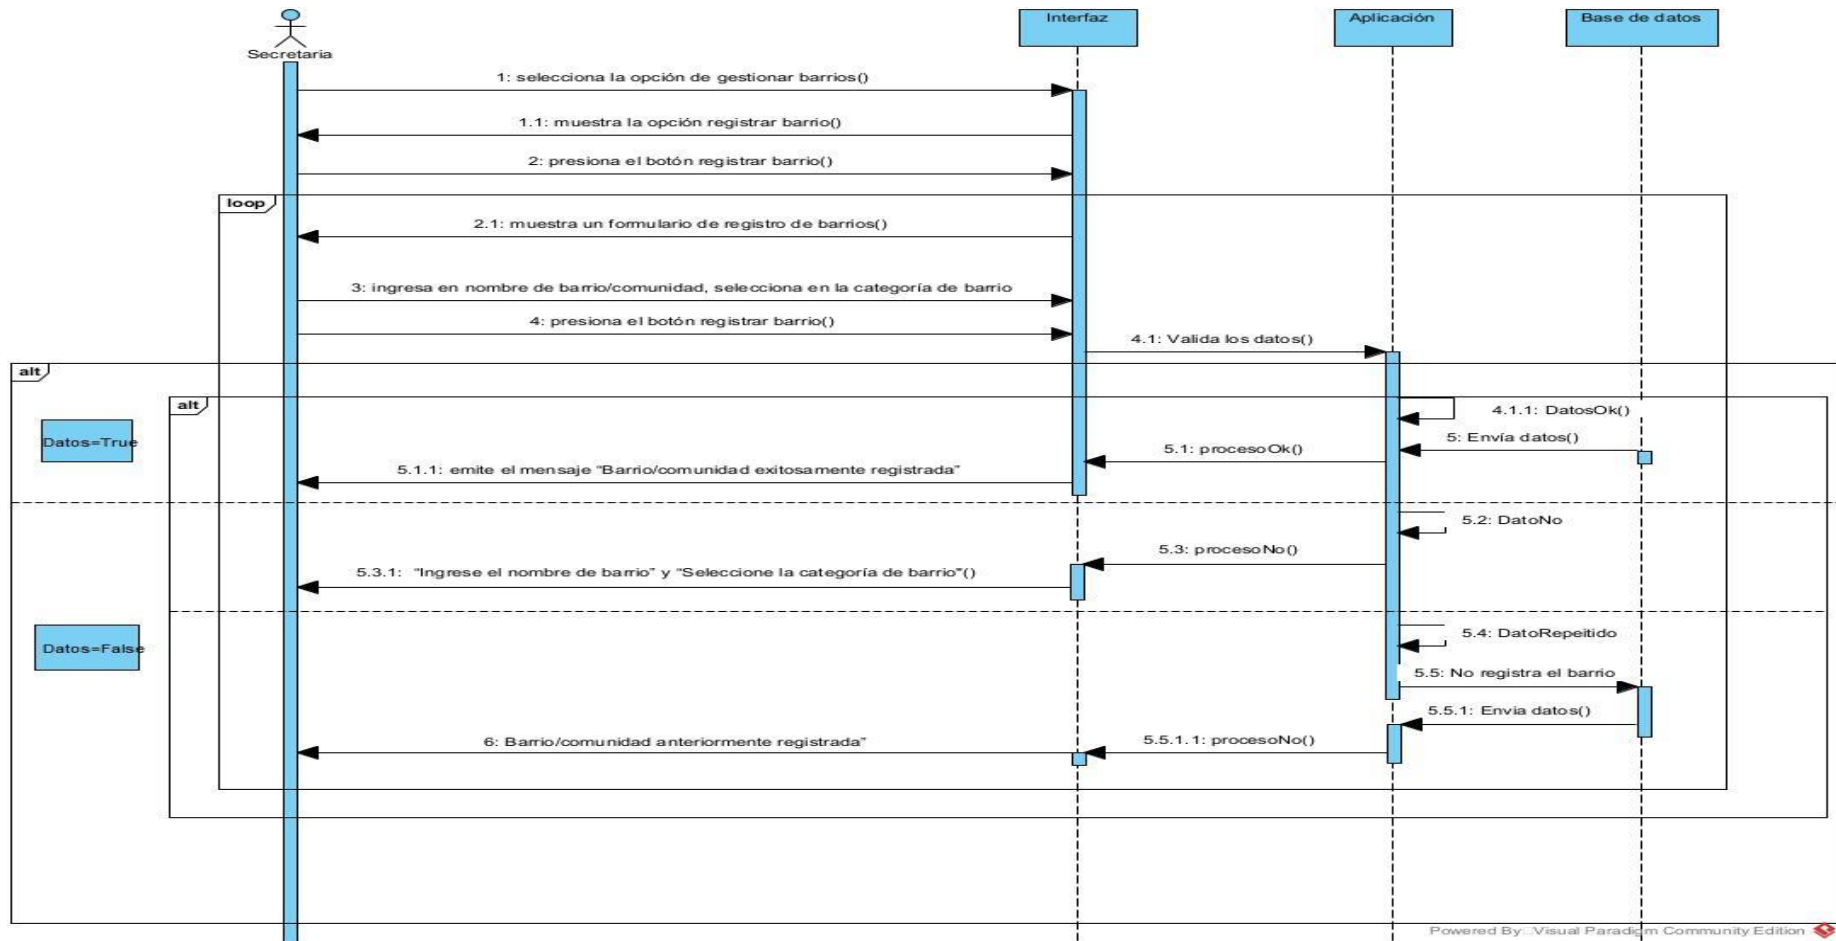 Secretaria
Interfaz
Aplicación
Base de datos
1: selecciona la opción de gestionar barrios()
1.1: muestra la opción registrar barrio()
2: presiona el botón registrar barrio()
loop
2.1: muestra un formulario de registro de barrios()
3: ingresa en nombre de barrio/comunidad, selecciona en la categoría de barrio
4: presiona el botón registrar barrio()
4.1: Valida los datos()
alt
alt
4.1.1: DatosOk()
Datos=True
5: Envía datos()
5.1: procesoOk()
5.1.1: emite el mensaje “Barrio/comunidad exitosamente registrada”
5.2: DatoNo
5.3: procesoNo()
5.3.1: “Ingrese el nombre de barrio” y “Seleccione la categoría de barrio"()
5.4: DatoRepeitido
Datos=False
5.5: No registra el barrio
5.5.1: Envia datos()
5.5.1.1: procesoNo()
6: Barrio/comunidad anteriormente registrada”
Powered By Visual Paradigm Community Edition